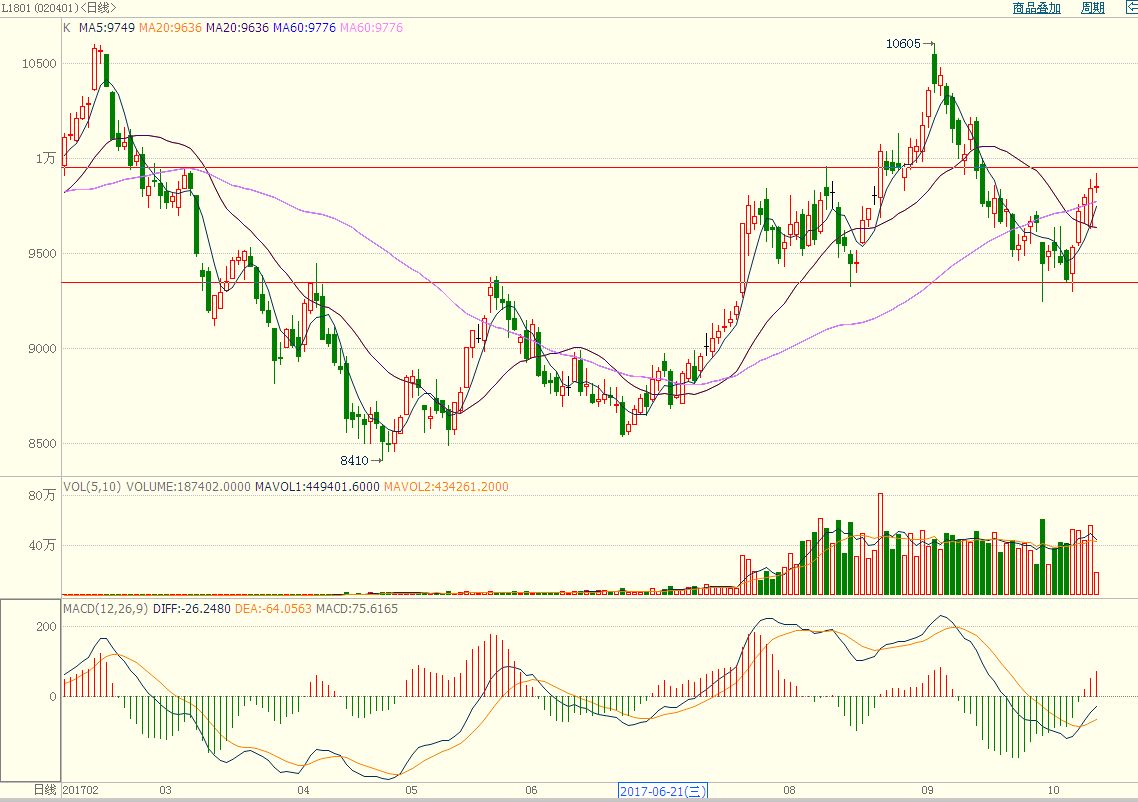 L1801 (020401)<日线> 商品叠加 周期
K MA5:9749 MA20:9636 MA20:9636 MA60:9776 MA60:9776
10605
10500
1万
9500
9000
8500
8410
VOL(5,10) VOLUME:187402.0000 MAVOL1:449401.6000 MAVOL2:434261.2000
80万
40万
MACD(12,26,9) DIFF:-26.2480 DEA:-64.0563 MACD:75.6165
200
0
日线 201702 03 04 05 06 2017-06-21(三) 08 09 10